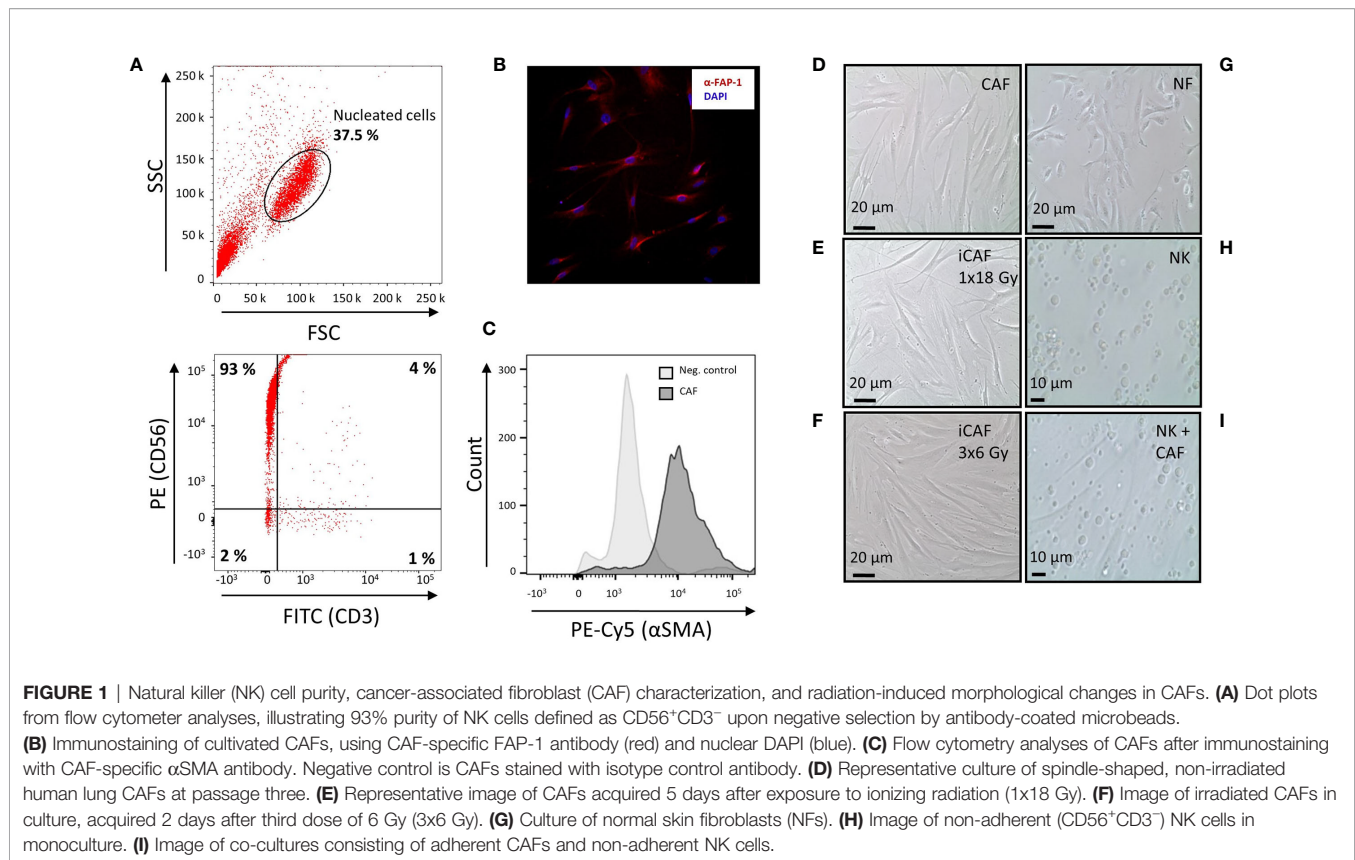 A
250 k
200 k
150 k
100 k
50 k
0
SSC
Nucleated cells
37.5 %
0 50 k 100 k 150 k 200 k 250 k
FSC
93 % 4 %
10⁵
10⁴
10³
0
-10³
PE (CD56)
2 % 1 %
-10³ 0 10³ 10⁴ 10⁵
FITC (CD3)
B
α-FAP-1
DAPI
C
300
200
100
0
Count
Neg. control
CAF
-10³ 0 10³ 10⁴ 10⁵
PE-Cy5 (αSMA)
D
CAF
20 µm
E
iCAF
1x18 Gy
20 µm
F
iCAF
3x6 Gy
20 µm
G
NF
20 µm
H
NK
10 µm
I
NK +
CAF
10 µm
FIGURE 1 | Natural killer (NK) cell purity, cancer-associated fibroblast (CAF) characterization, and radiation-induced morphological changes in CAFs. (A) Dot plots
from flow cytometer analyses, illustrating 93% purity of NK cells defined as CD56⁺CD3⁻ upon negative selection by antibody-coated microbeads.
(B) Immunostaining of cultivated CAFs, using CAF-specific FAP-1 antibody (red) and nuclear DAPI (blue). (C) Flow cytometry analyses of CAFs after immunostaining
with CAF-specific αSMA antibody. Negative control is CAFs stained with isotype control antibody. (D) Representative culture of spindle-shaped, non-irradiated
human lung CAFs at passage three. (E) Representative image of CAFs acquired 5 days after exposure to ionizing radiation (1x18 Gy). (F) Image of irradiated CAFs in
culture, acquired 2 days after third dose of 6 Gy (3x6 Gy). (G) Culture of normal skin fibroblasts (NFs). (H) Image of non-adherent (CD56⁺CD3⁻) NK cells in
monoculture. (I) Image of co-cultures consisting of adherent CAFs and non-adherent NK cells.